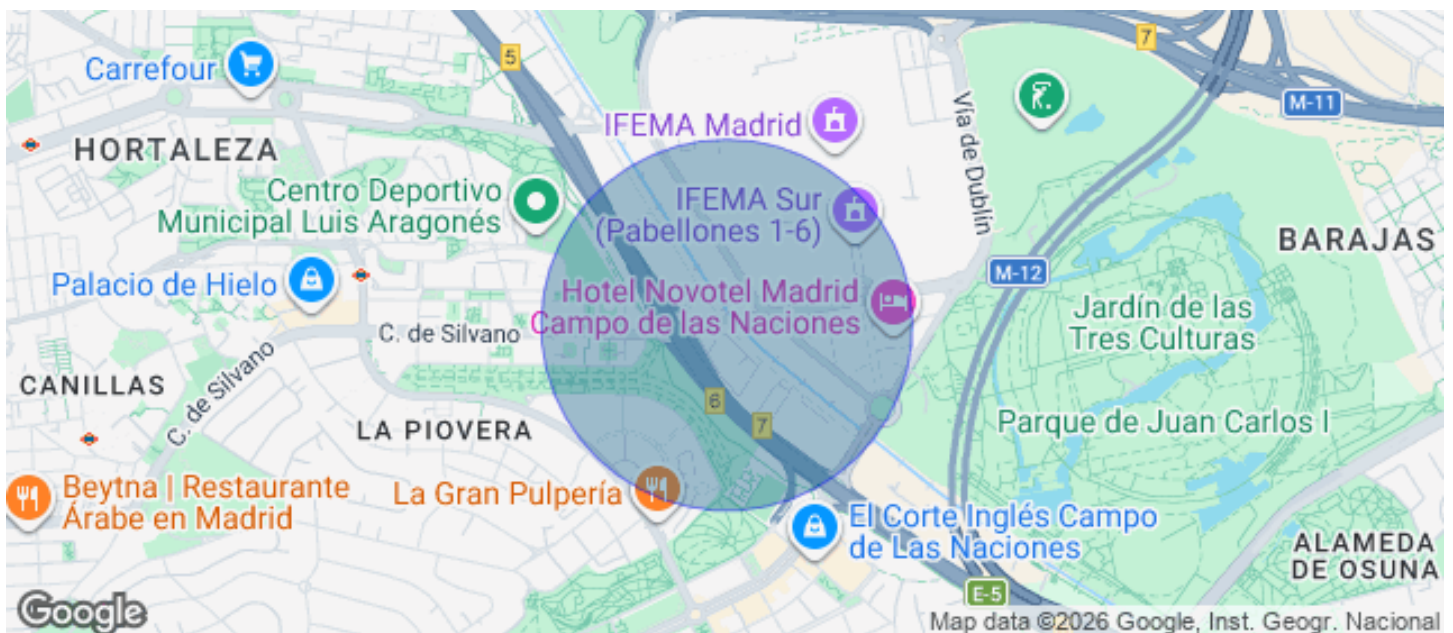 Carrefour
5
7
M-11
IFEMA Madrid
HORTALEZA
Vía de Dublín
Centro Deportivo
Municipal Luis Aragonés
IFEMA Sur
(Pabellones 1-6)
BARAJAS
M-12
Palacio de Hielo
Hotel Novotel Madrid
Campo de las Naciones
Jardín de las
Tres Culturas
C. de Silvano
CANILLAS
C. de Silvano
6
7
LA PIOVERA
Parque de Juan Carlos I
Beytna | Restaurante
Árabe en Madrid
La Gran Pulpería
El Corte Inglés Campo
de Las Naciones
ALAMEDA
DE OSUNA
E-5
Google
Map data ©2026 Google, Inst. Geogr. Nacional